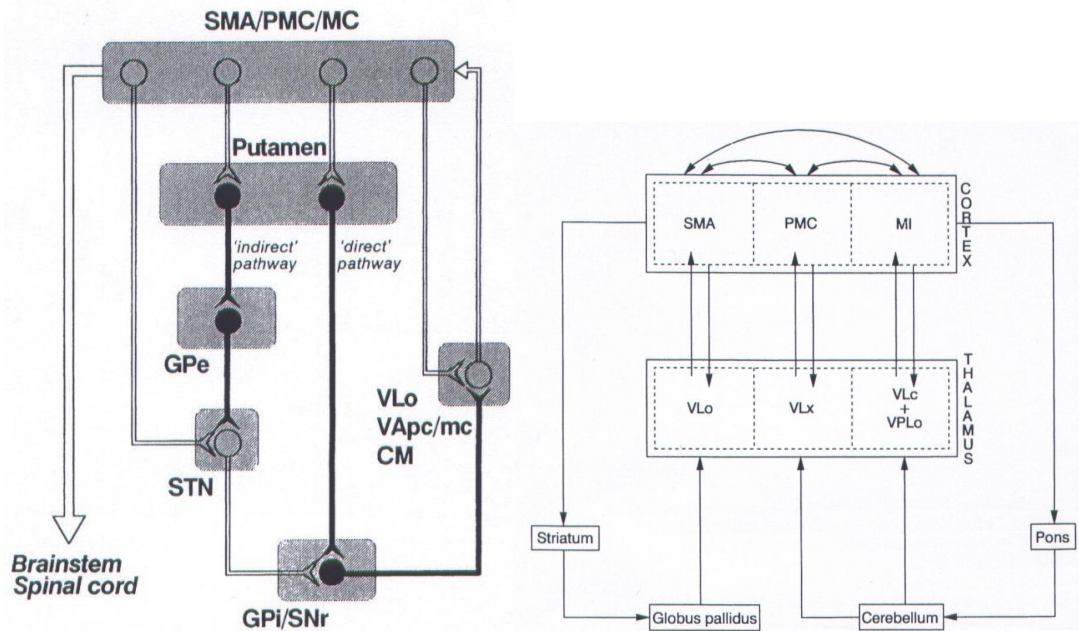 SMA/PMC/MC
Putamen
'indirect'
pathway
'direct'
pathway
GPe
VLo
VApc/mc
CM
STN
Brainstem
Spinal cord
GPi/SNr
SMA
PMC
MI
CORTEX
VLo
VLx
VLc
+
VPLo
THALAMUS
Striatum
Pons
Globus pallidus
Cerebellum